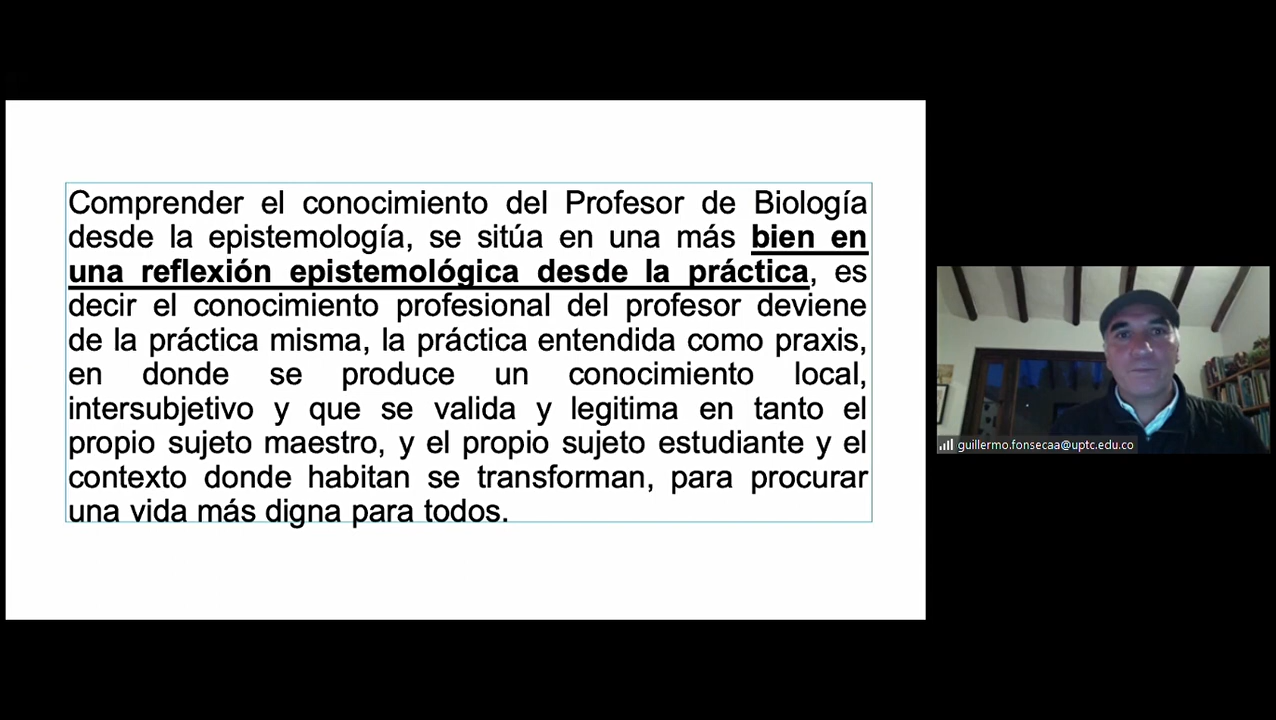 Comprender el conocimiento del Profesor de Biología
desde la epistemología, se sitúa en una más bien en
una reflexión epistemológica desde la práctica, es
decir el conocimiento profesional del profesor deviene
de la práctica misma, la práctica entendida como praxis,
en donde se produce un conocimiento local,
intersubjetivo y que se valida y legitima en tanto el
propio sujeto maestro, y el propio sujeto estudiante y el
contexto donde habitan se transforman, para procurar
una vida más digna para todos.
guillermo.fonsecaa@uptc.edu.co